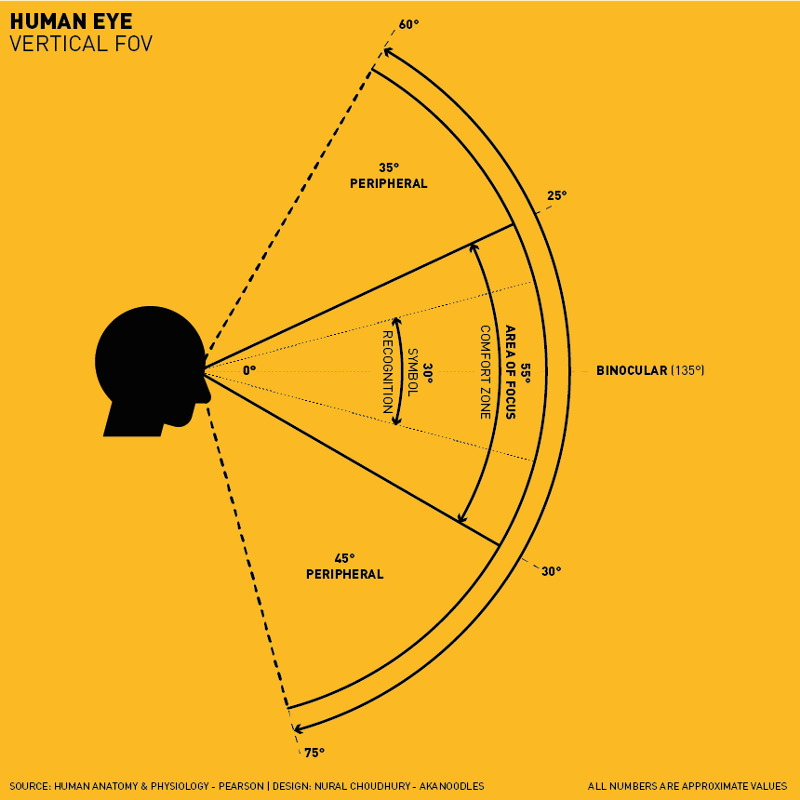 HUMAN EYE
VERTICAL FOV
60°
35°
PERIPHERAL
25°
0°
30°
SYMBOL
RECOGNITION
55°
AREA OF FOCUS
COMFORT ZONE
BINOCULAR (135°)
45°
PERIPHERAL
30°
75°
SOURCE: HUMAN ANATOMY & PHYSIOLOGY - PEARSON | DESIGN: NURAL CHOUDHURY - AKANOODLES
ALL NUMBERS ARE APPROXIMATE VALUES